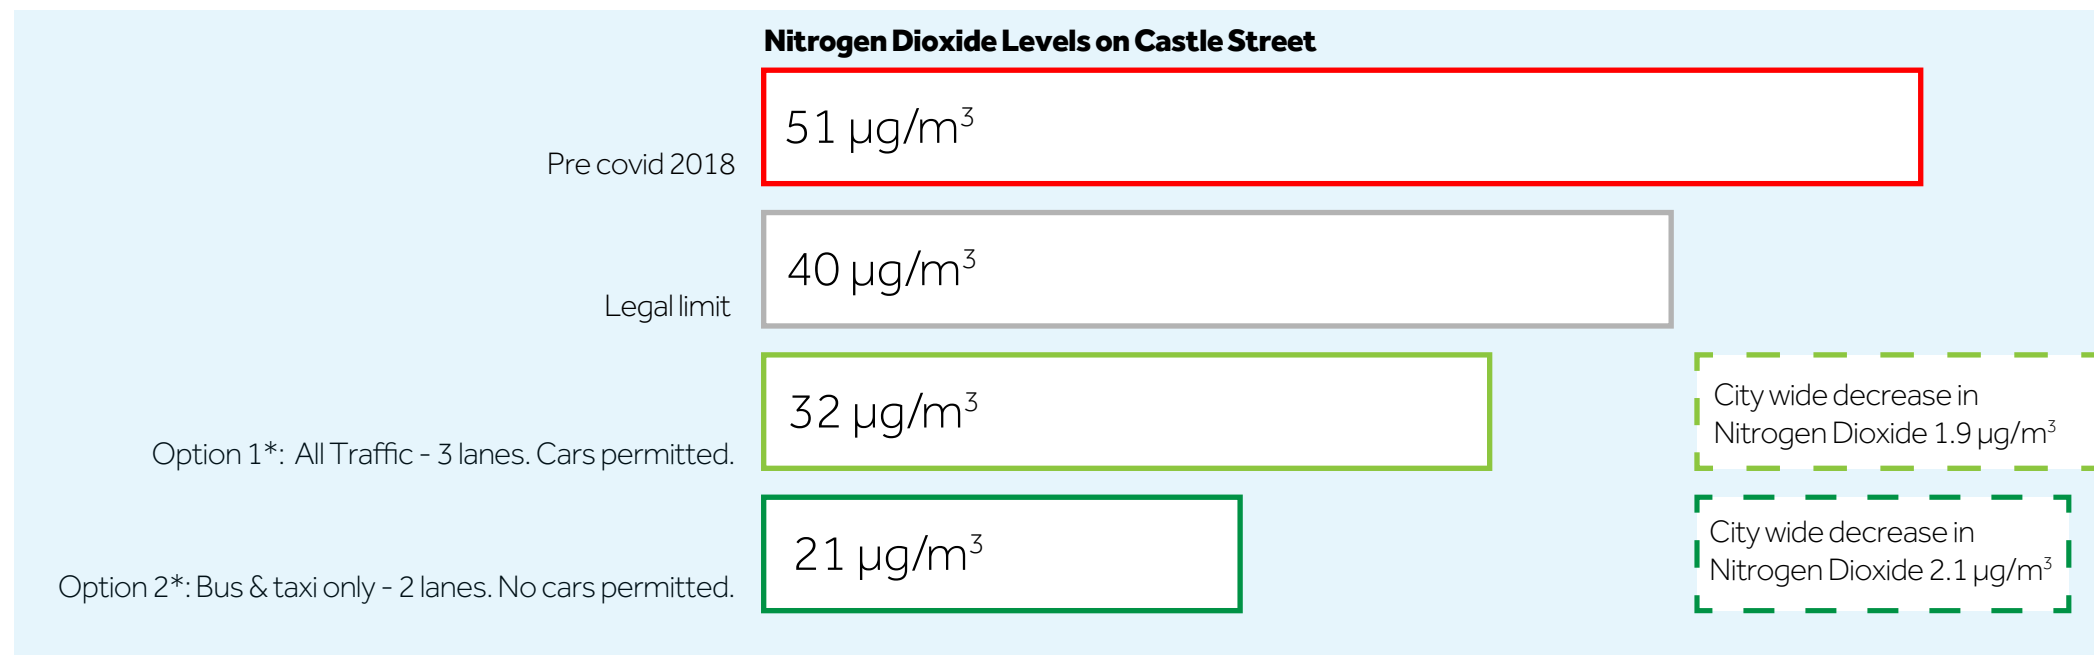 Nitrogen Dioxide Levels on Castle Street
Pre covid 2018
51 µg/m³
Legal limit
40 µg/m³
Option 1*: All Traffic - 3 lanes. Cars permitted.
32 µg/m³
City wide decrease in
Nitrogen Dioxide 1.9 µg/m³
Option 2*: Bus & taxi only - 2 lanes. No cars permitted.
21 µg/m³
City wide decrease in
Nitrogen Dioxide 2.1 µg/m³